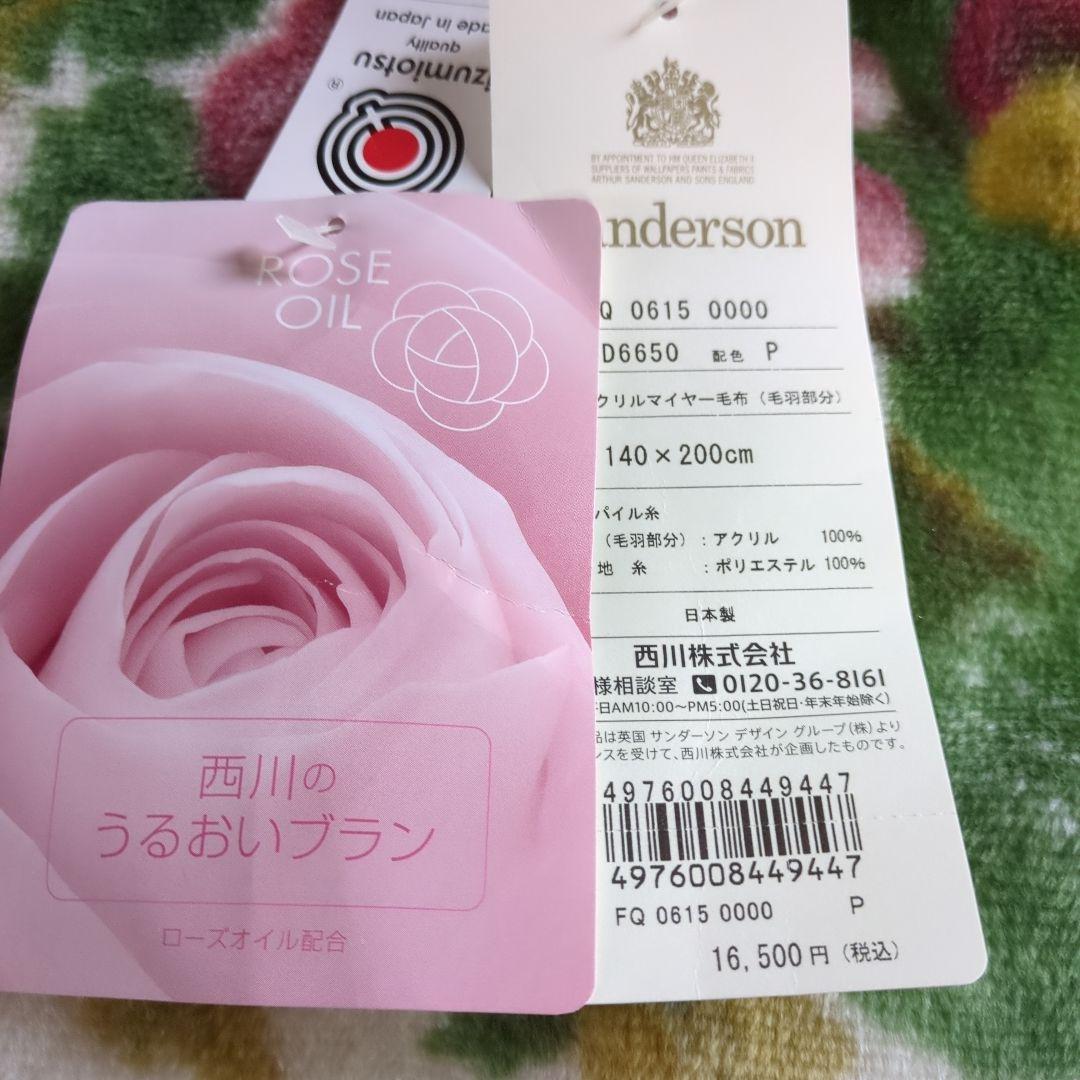 ade in Japan
quality
zumiotsu
®
BY APPOINTMENT TO HM QUEEN ELIZABETH II
SUPPLIERS OF WALLPAPERS PAINTS & FABRICS
ARTHUR SANDERSON AND SONS ENGLAND
anderson
Q 0615 0000
D6650 配色 P
クリルマイヤー毛布(毛羽部分)
140×200cm
パイル糸
(毛羽部分):アクリル 100%
地 糸 :ポリエステル 100%
日本製
西川株式会社
様相談室 0120-36-8161
日AM10:00~PM5:00(土日祝日・年末年始除く)
品は英国 サンダーソン デザイン グループ(株)より
ンスを受けて、西川株式会社が企画したものです。
4976008449447
4976008449447
FQ 0615 0000 P
16,500円(税込)
ROSE
OIL
西川の
うるおいブラン
ローズオイル配合